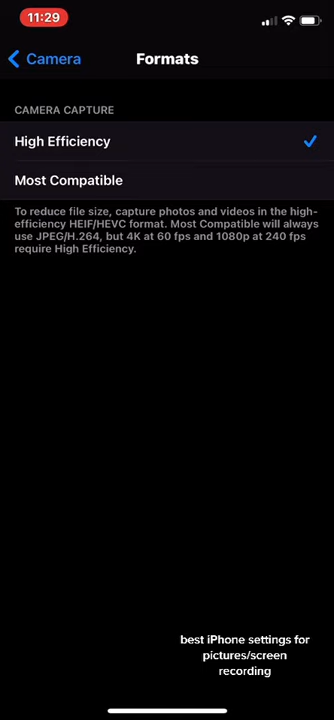 11:29
Camera
Formats
CAMERA CAPTURE
High Efficiency
Most Compatible
To reduce file size, capture photos and videos in the high-
efficiency HEIF/HEVC format. Most Compatible will always
use JPEG/H.264, but 4K at 60 fps and 1080p at 240 fps
require High Efficiency.
best iPhone settings for
pictures/screen
recording